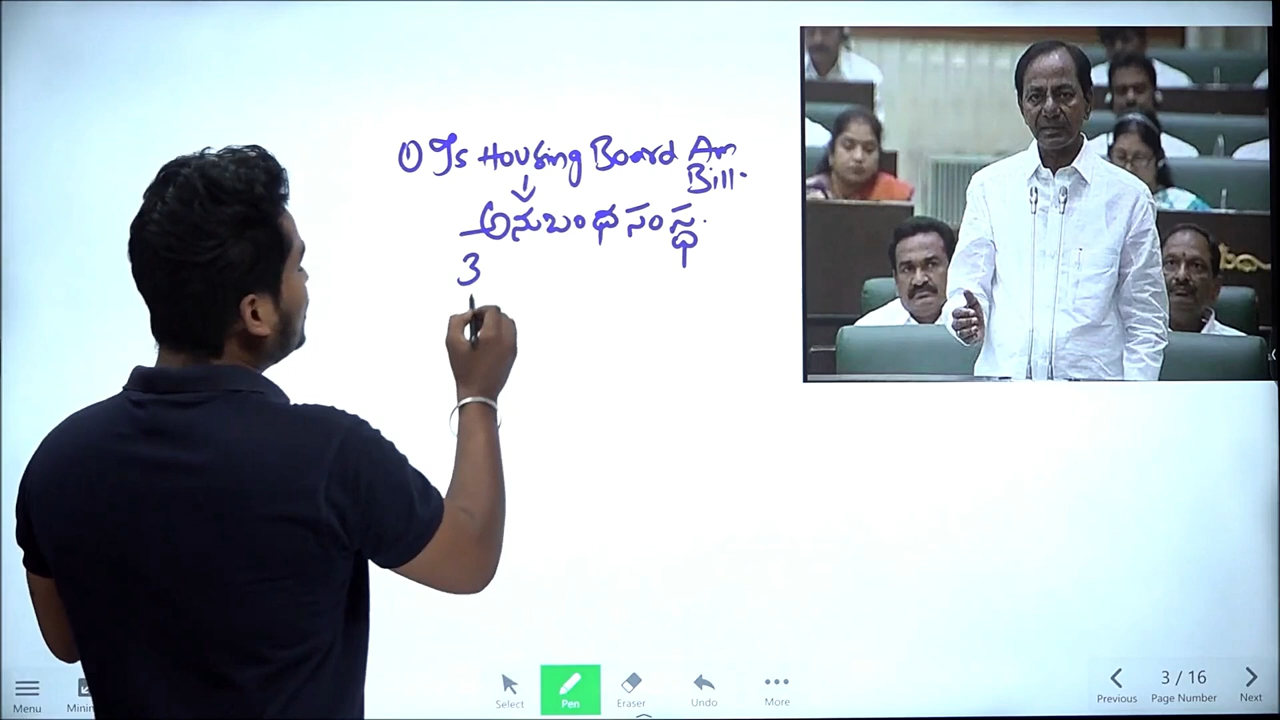 ① Ts Housing Board Am
Bill.
అనుబంధ సంస్థ.
3
Menu
Select
Pen
Eraser
Undo
More
Previous
3 / 16
Page Number
Next